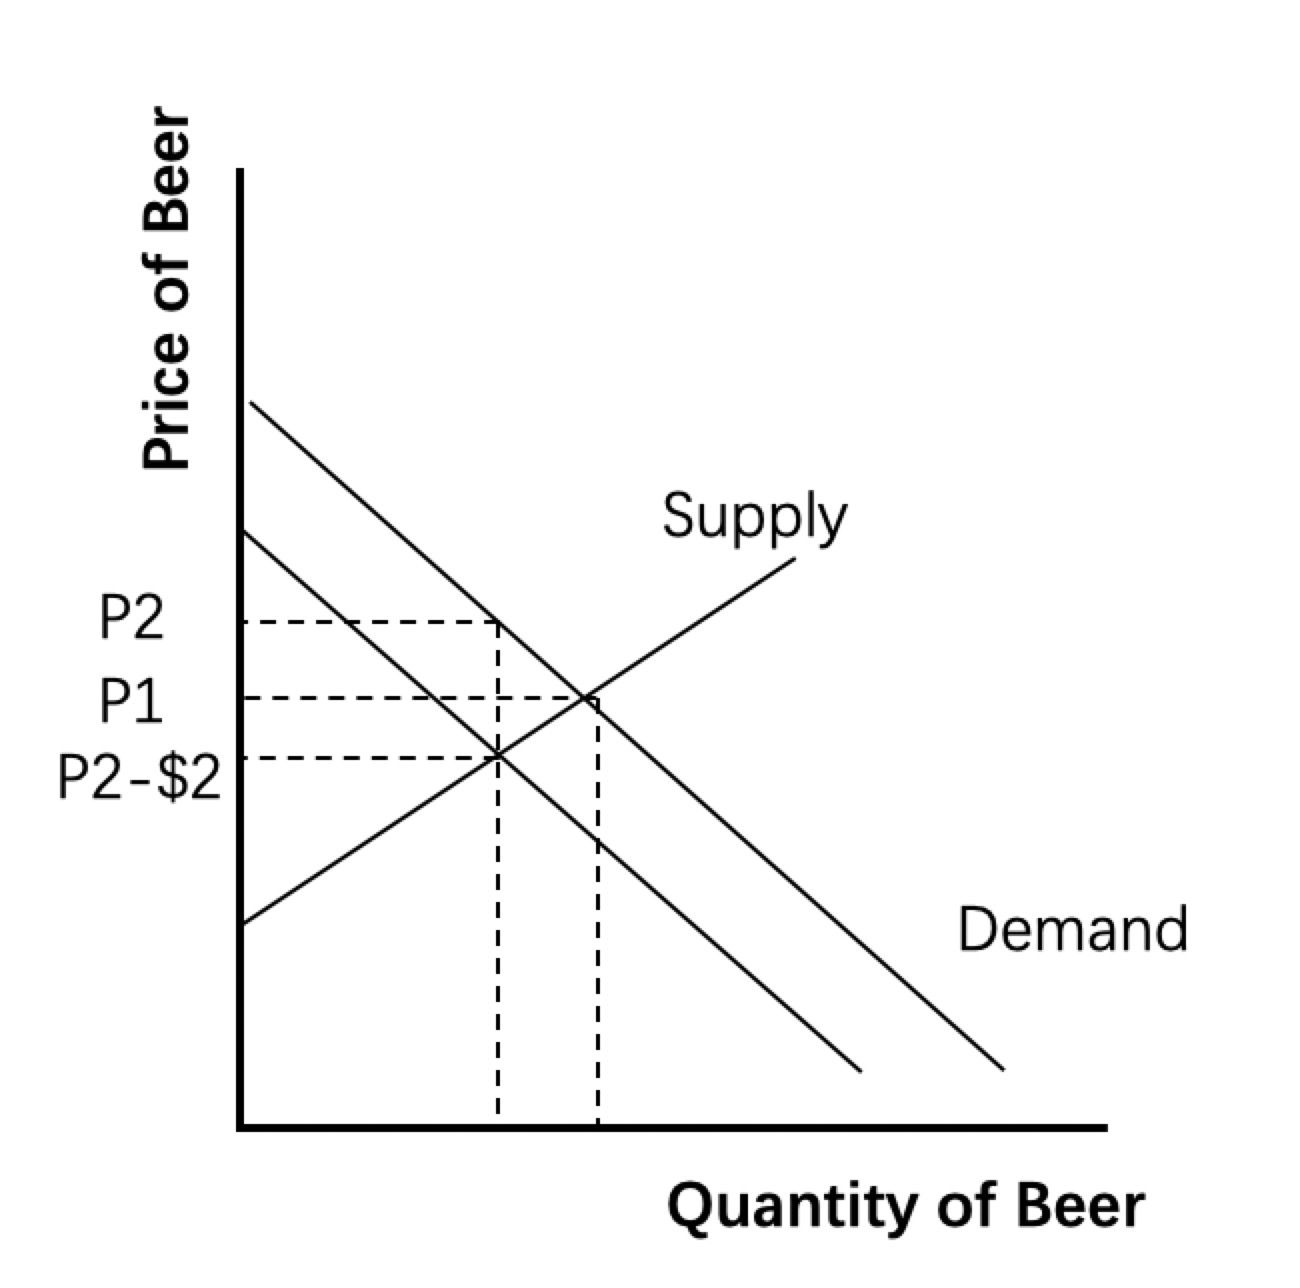 Price of Beer
Supply
P2
P1
P2-$2
Demand
Quantity of Beer